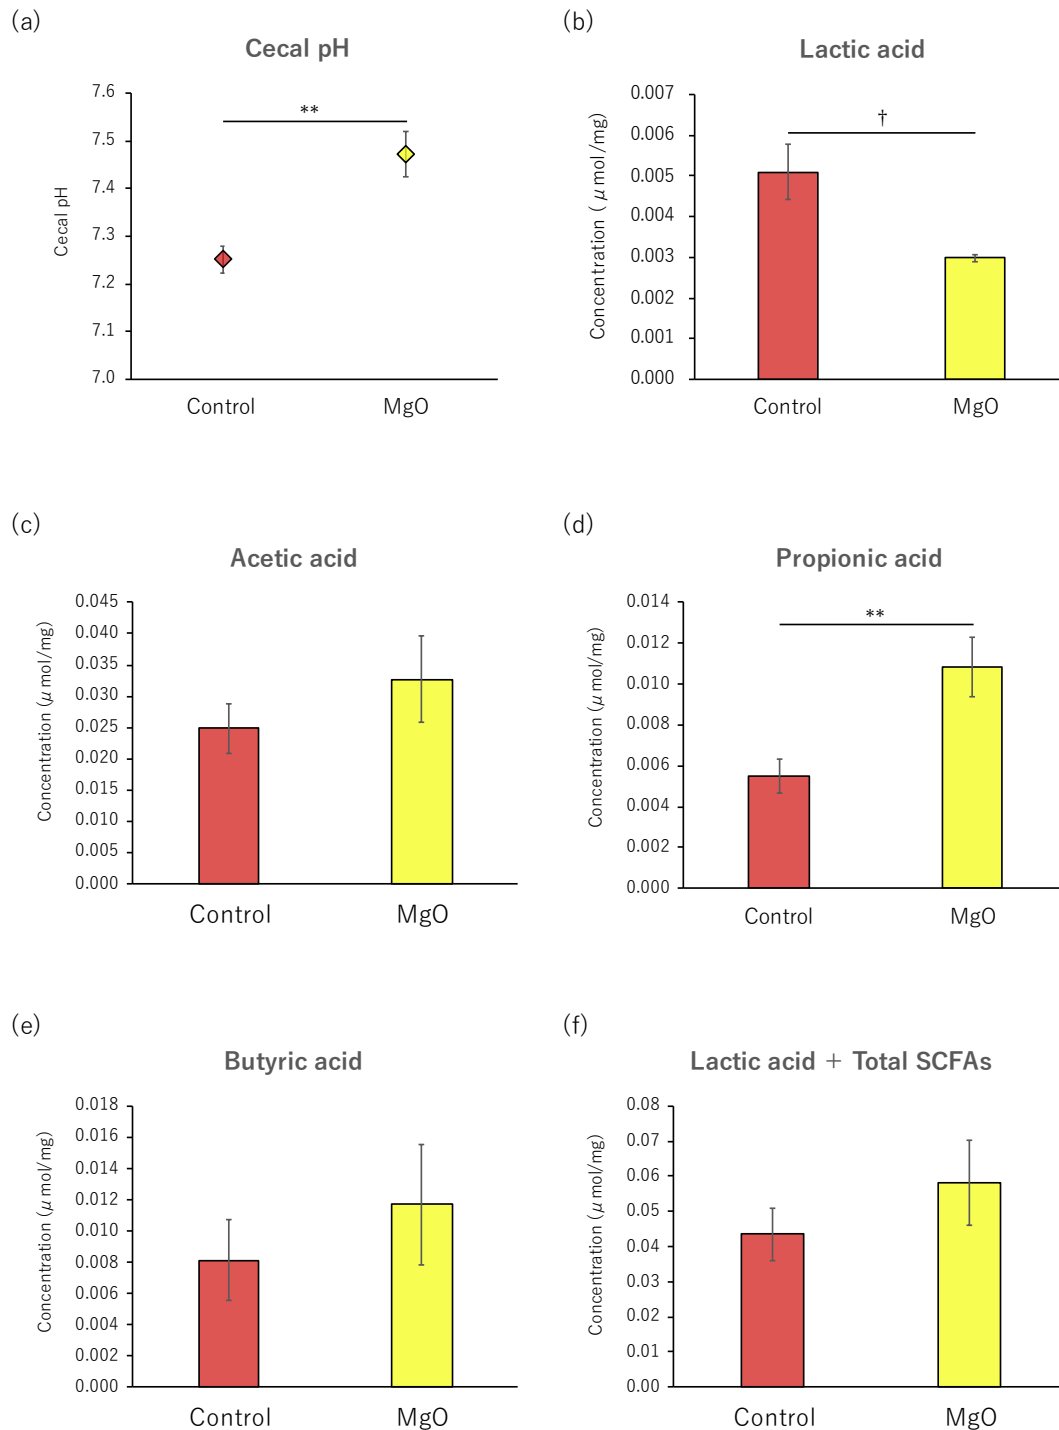 (a)
Cecal pH
7.6
7.5
7.4
7.3
7.2
7.1
7.0
Cecal pH
**
Control
MgO
(b)
Lactic acid
0.007
0.006
0.005
0.004
0.003
0.002
0.001
0.000
Concentration ( μ mol/mg)
†
Control
MgO
(c)
Acetic acid
0.045
0.040
0.035
0.030
0.025
0.020
0.015
0.010
0.005
0.000
Concentration (μ mol/mg)
Control
MgO
(d)
Propionic acid
0.014
0.012
0.010
0.008
0.006
0.004
0.002
0.000
Concentration (μ mol/mg)
**
Control
MgO
(e)
Butyric acid
0.018
0.016
0.014
0.012
0.010
0.008
0.006
0.004
0.002
0.000
Concentration (μ mol/mg)
Control
MgO
(f)
Lactic acid + Total SCFAs
0.08
0.07
0.06
0.05
0.04
0.03
0.02
0.01
0.00
Concentration (μ mol/mg)
Control
MgO